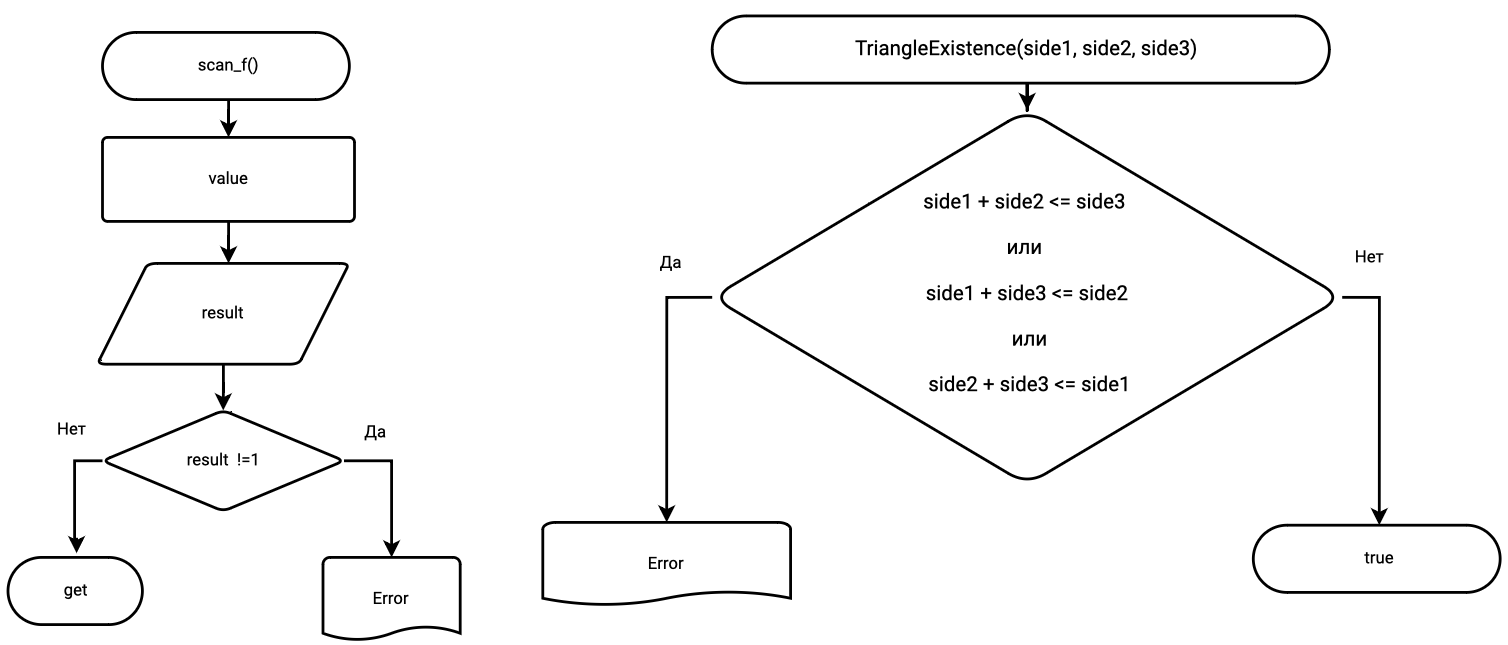 scan_f()
value
result
Нет
Да
result !=1
get
Error
TriangleExistence(side1, side2, side3)
side1 + side2 <= side3
или
side1 + side3 <= side2
или
side2 + side3 <= side1
Да
Нет
Error
true